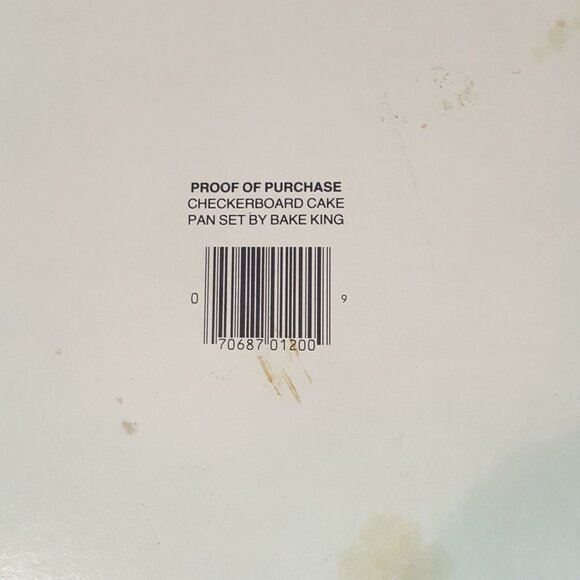 PROOF OF PURCHASE
CHECKERBOARD CAKE
PAN SET BY BAKE KING
0 70687 01200 9